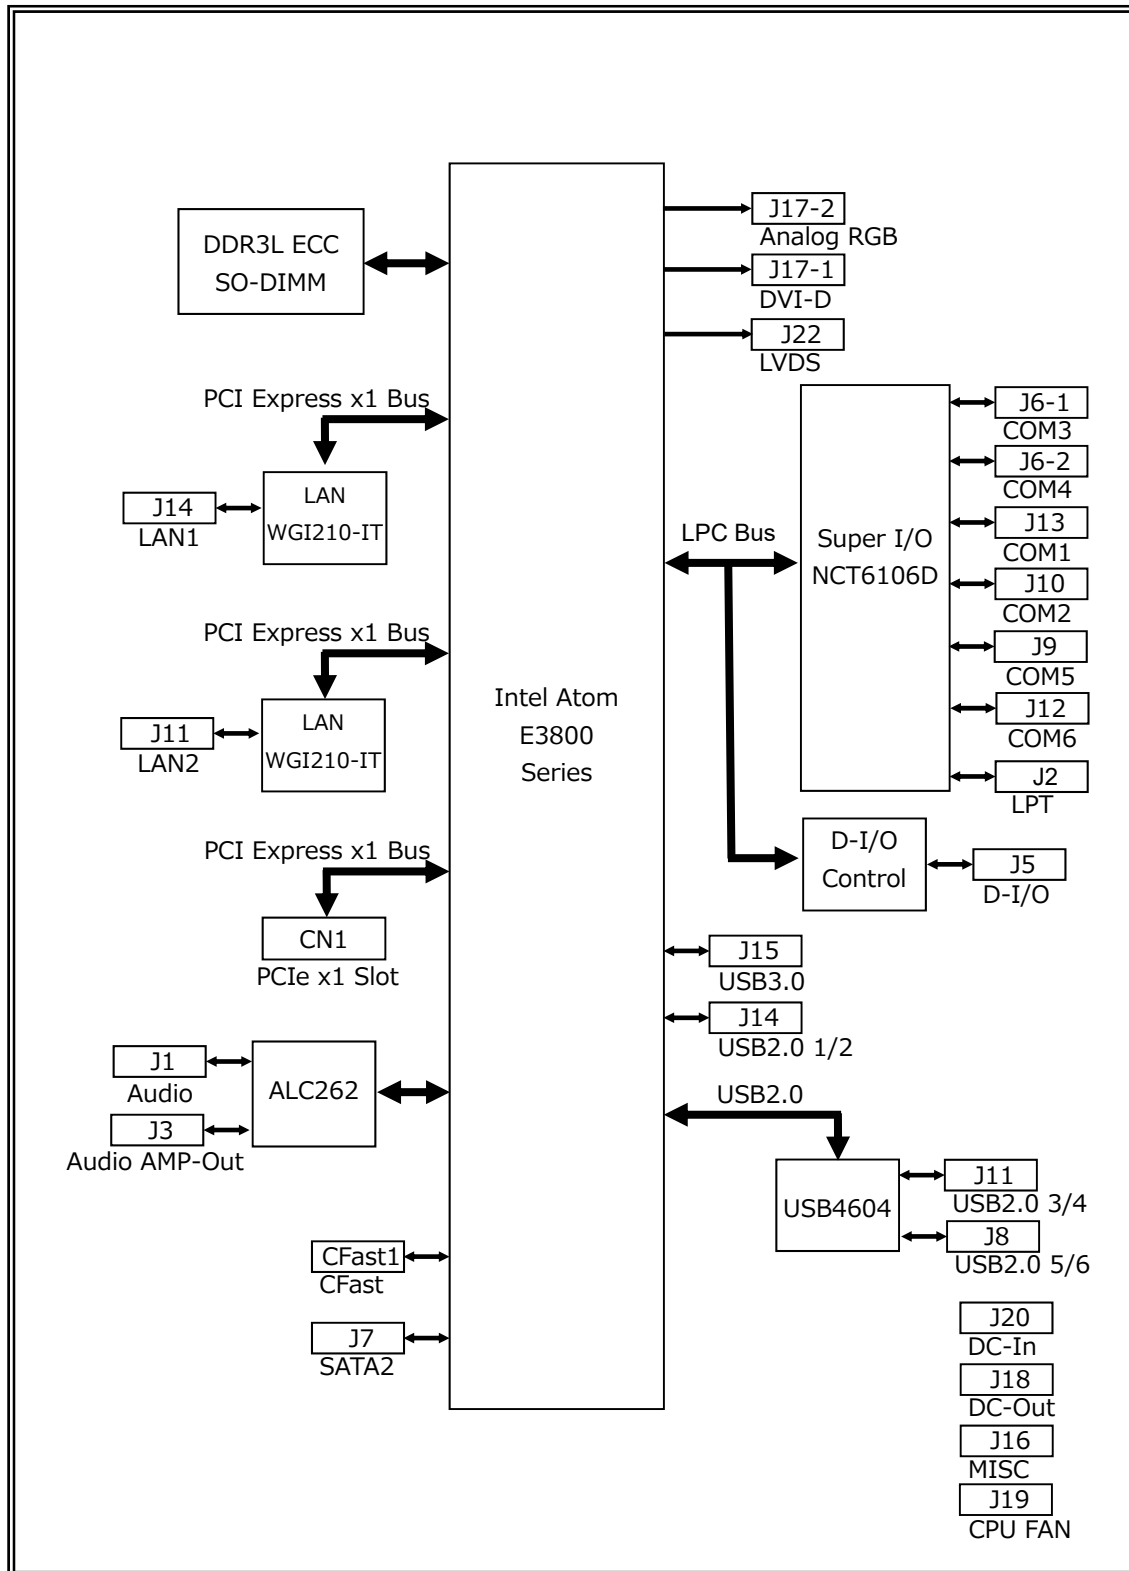 DDR3L ECC
SO-DIMM
PCI Express x1 Bus
LAN
WGI210-IT
J14
LAN1
PCI Express x1 Bus
LAN
WGI210-IT
J11
LAN2
PCI Express x1 Bus
CN1
PCIe x1 Slot
J1
Audio
J3
Audio AMP-Out
ALC262
CFast1
CFast
J7
SATA2
Intel Atom
E3800
Series
J17-2
Analog RGB
J17-1
DVI-D
J22
LVDS
LPC Bus
Super I/O
NCT6106D
J6-1
COM3
J6-2
COM4
J13
COM1
J10
COM2
J9
COM5
J12
COM6
J2
LPT
D-I/O
Control
J5
D-I/O
J15
USB3.0
J14
USB2.0 1/2
USB2.0
USB4604
J11
USB2.0 3/4
J8
USB2.0 5/6
J20
DC-In
J18
DC-Out
J16
MISC
J19
CPU FAN